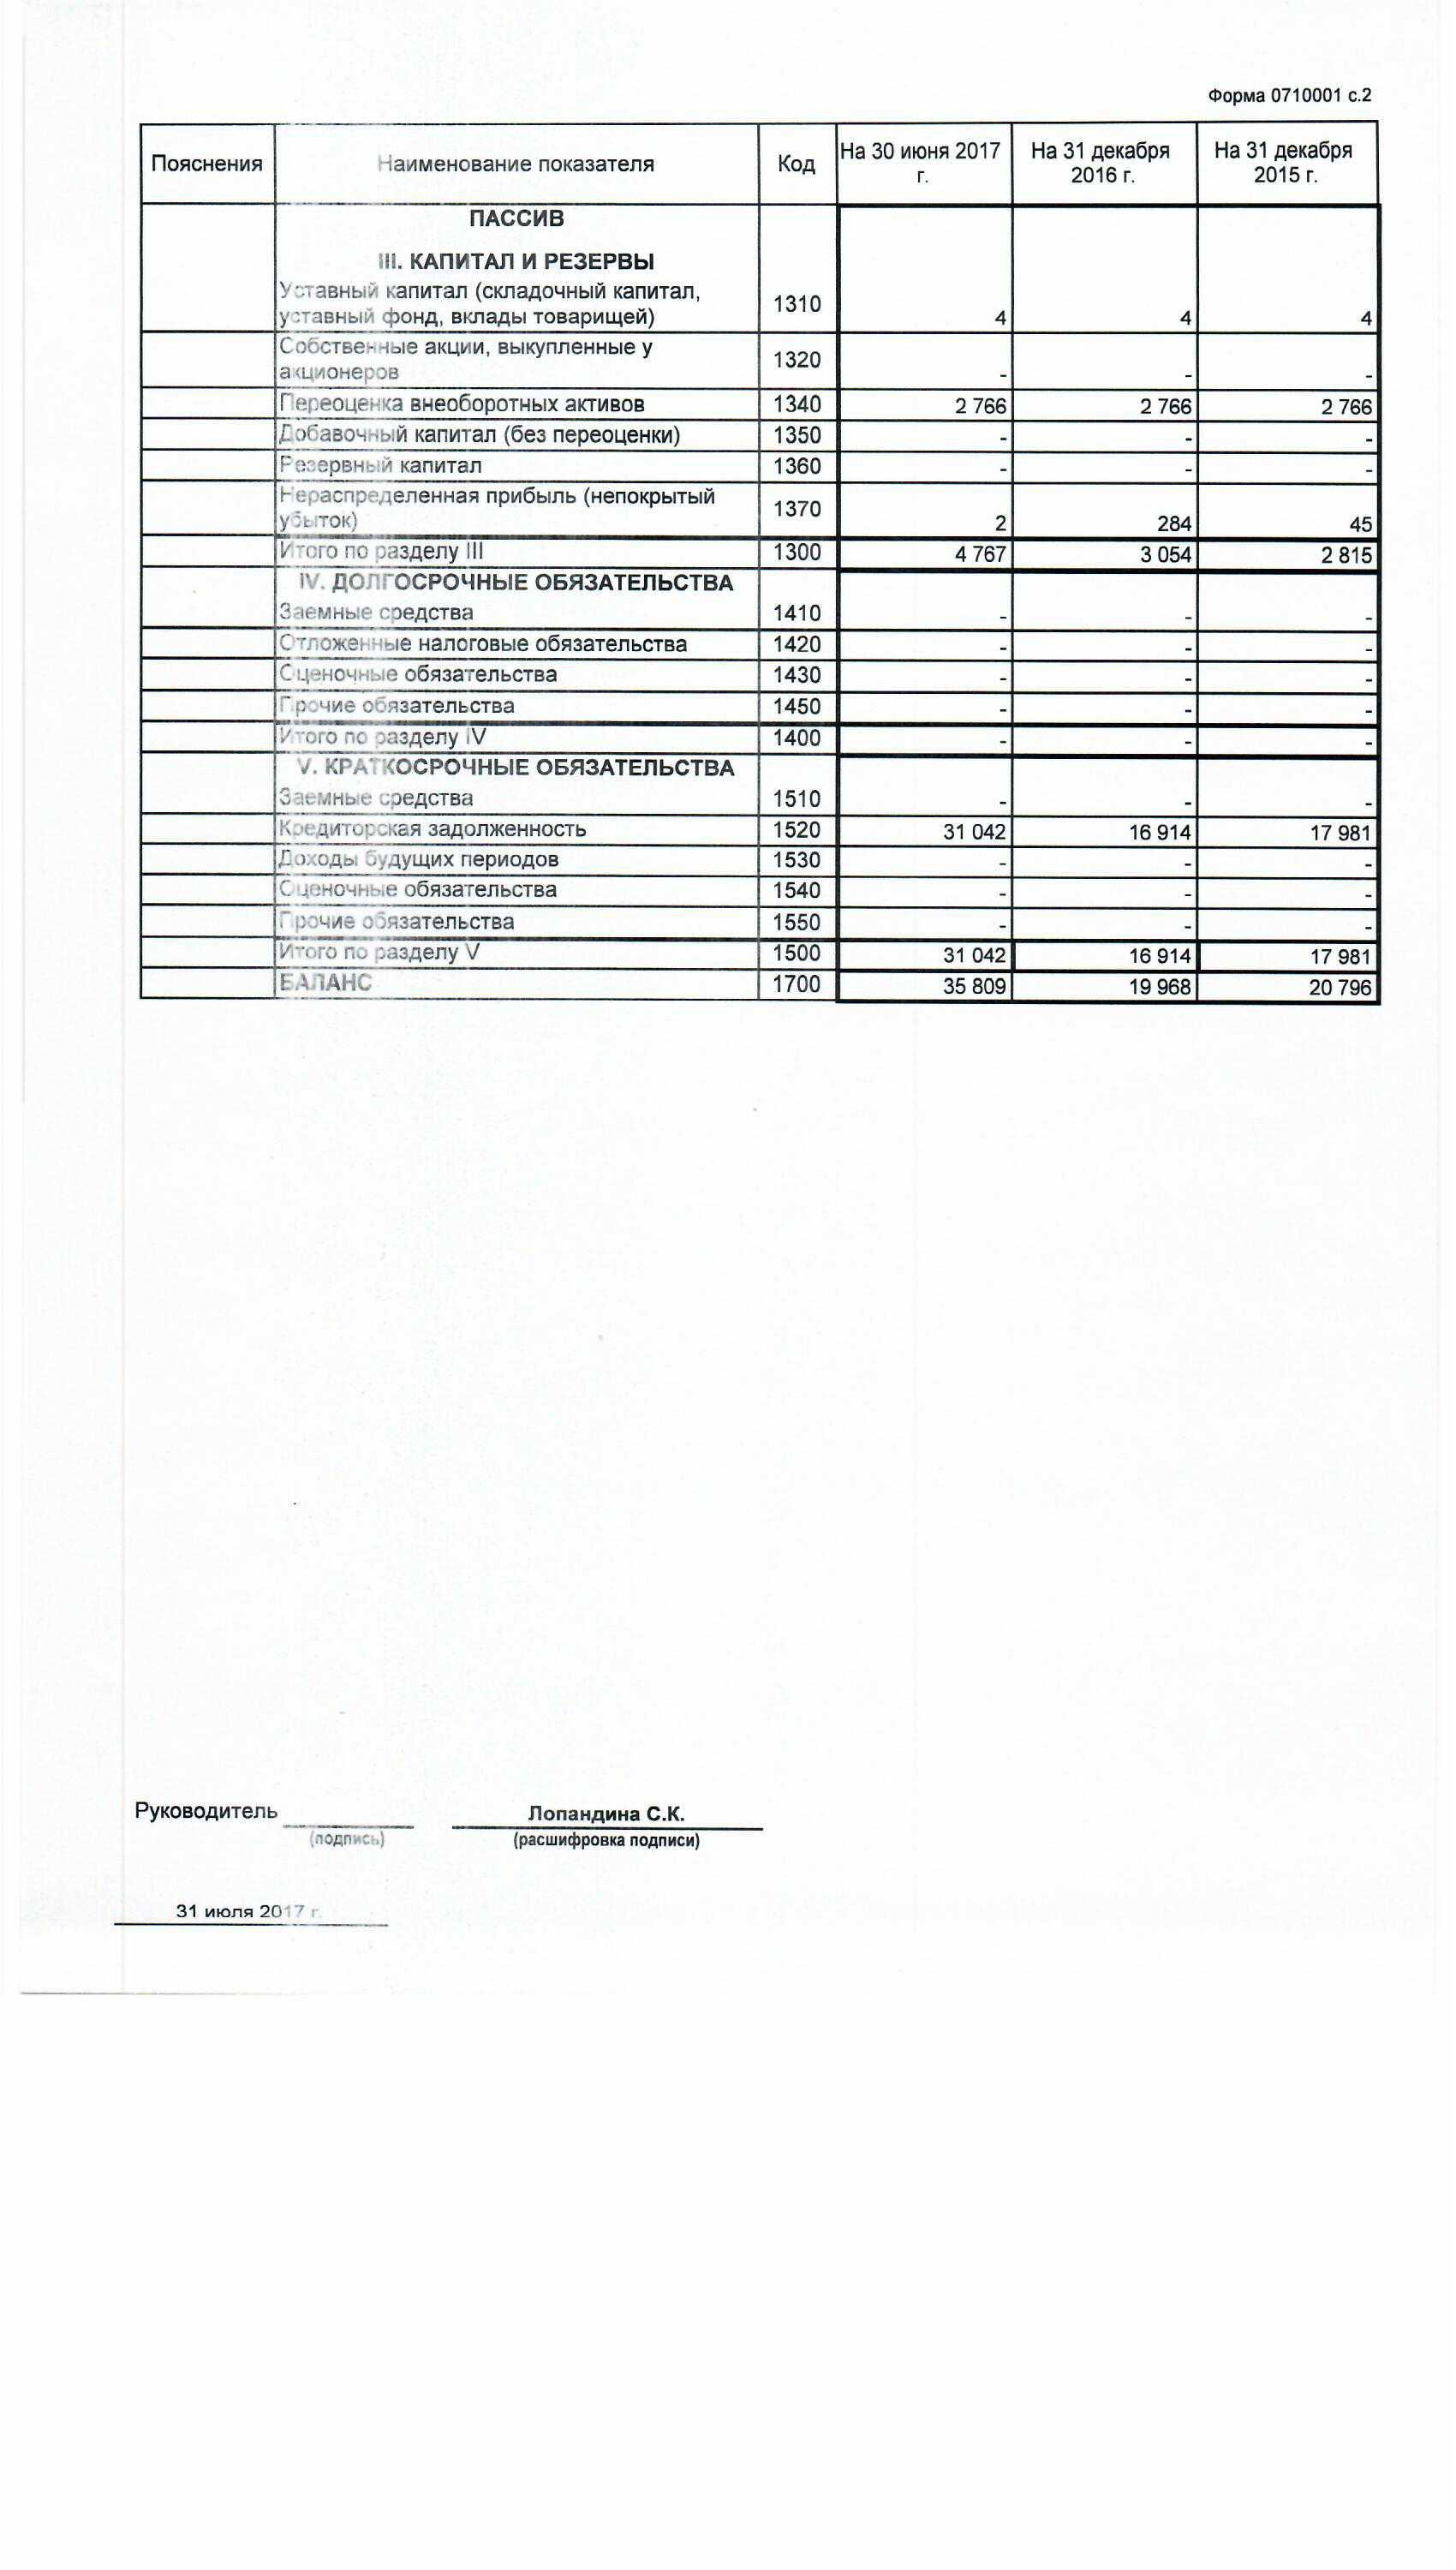 Форма 0710001 с.2
Пояснения Наименование показателя Код На 30 июня 2017 г. На 31 декабря 2016 г. На 31 декабря 2015 г.
ПАССИВ
III. КАПИТАЛ И РЕЗЕРВЫ
Уставный капитал (складочный капитал,
уставный фонд, вклады товарищей) 1310 4 4 4
Собственные акции, выкупленные у
акционеров 1320 - - -
Переоценка внеоборотных активов 1340 2 766 2 766 2 766
Добавочный капитал (без переоценки) 1350 - - -
Резервный капитал 1360 - - -
Нераспределенная прибыль (непокрытый
убыток) 1370 2 284 45
Итого по разделу III 1300 4 767 3 054 2 815
IV. ДОЛГОСРОЧНЫЕ ОБЯЗАТЕЛЬСТВА
Заемные средства 1410 - - -
Отложенные налоговые обязательства 1420 - - -
Оценочные обязательства 1430 - - -
Прочие обязательства 1450 - - -
Итого по разделу IV 1400 - - -
V. КРАТКОСРОЧНЫЕ ОБЯЗАТЕЛЬСТВА
Заемные средства 1510 - - -
Кредиторская задолженность 1520 31 042 16 914 17 981
Доходы будущих периодов 1530 - - -
Оценочные обязательства 1540 - - -
Прочие обязательства 1550 - - -
Итого по разделу V 1500 31 042 16 914 17 981
БАЛАНС 1700 35 809 19 968 20 796
Руководитель Лопандина С.К.
(подпись) (расшифровка подписи)
31 июля 2017 г.